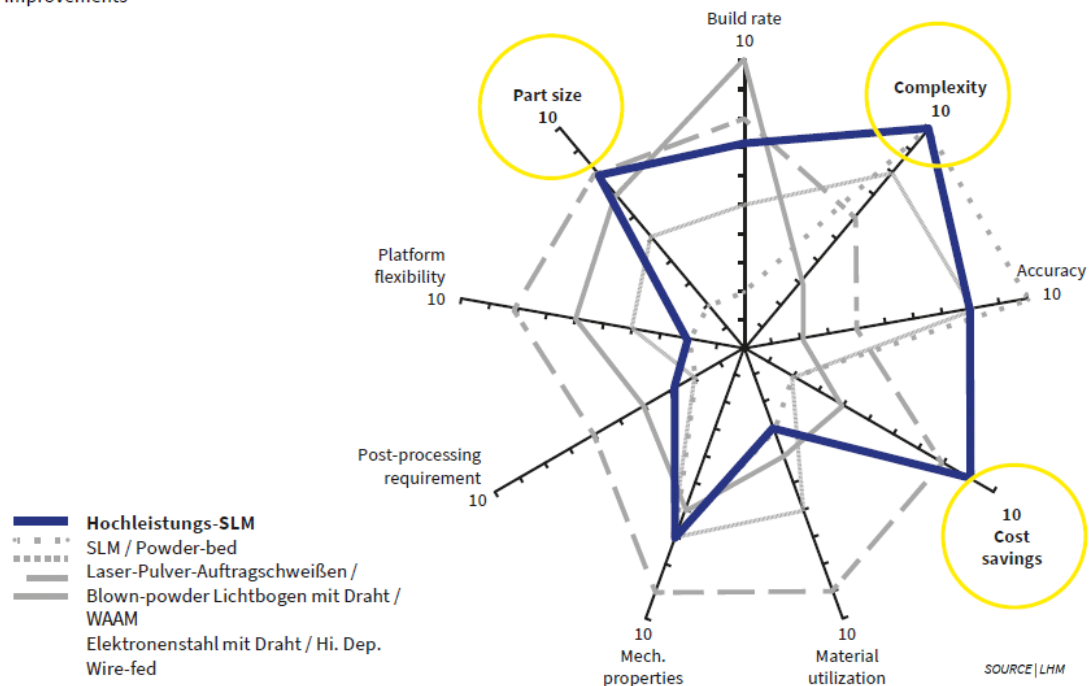 improvements
Build rate
10
Part size
10
Complexity
10
Platform
flexibility
10
Accuracy
10
Post-processing
requirement
10
10
Cost
savings
10
Mech.
properties
10
Material
utilization
Hochleistungs-SLM
SLM / Powder-bed
Laser-Pulver-Auftragschweißen /
Blown-powder Lichtbogen mit Draht /
WAAM
Elektronenstahl mit Draht / Hi. Dep.
Wire-fed
SOURCE|LHM